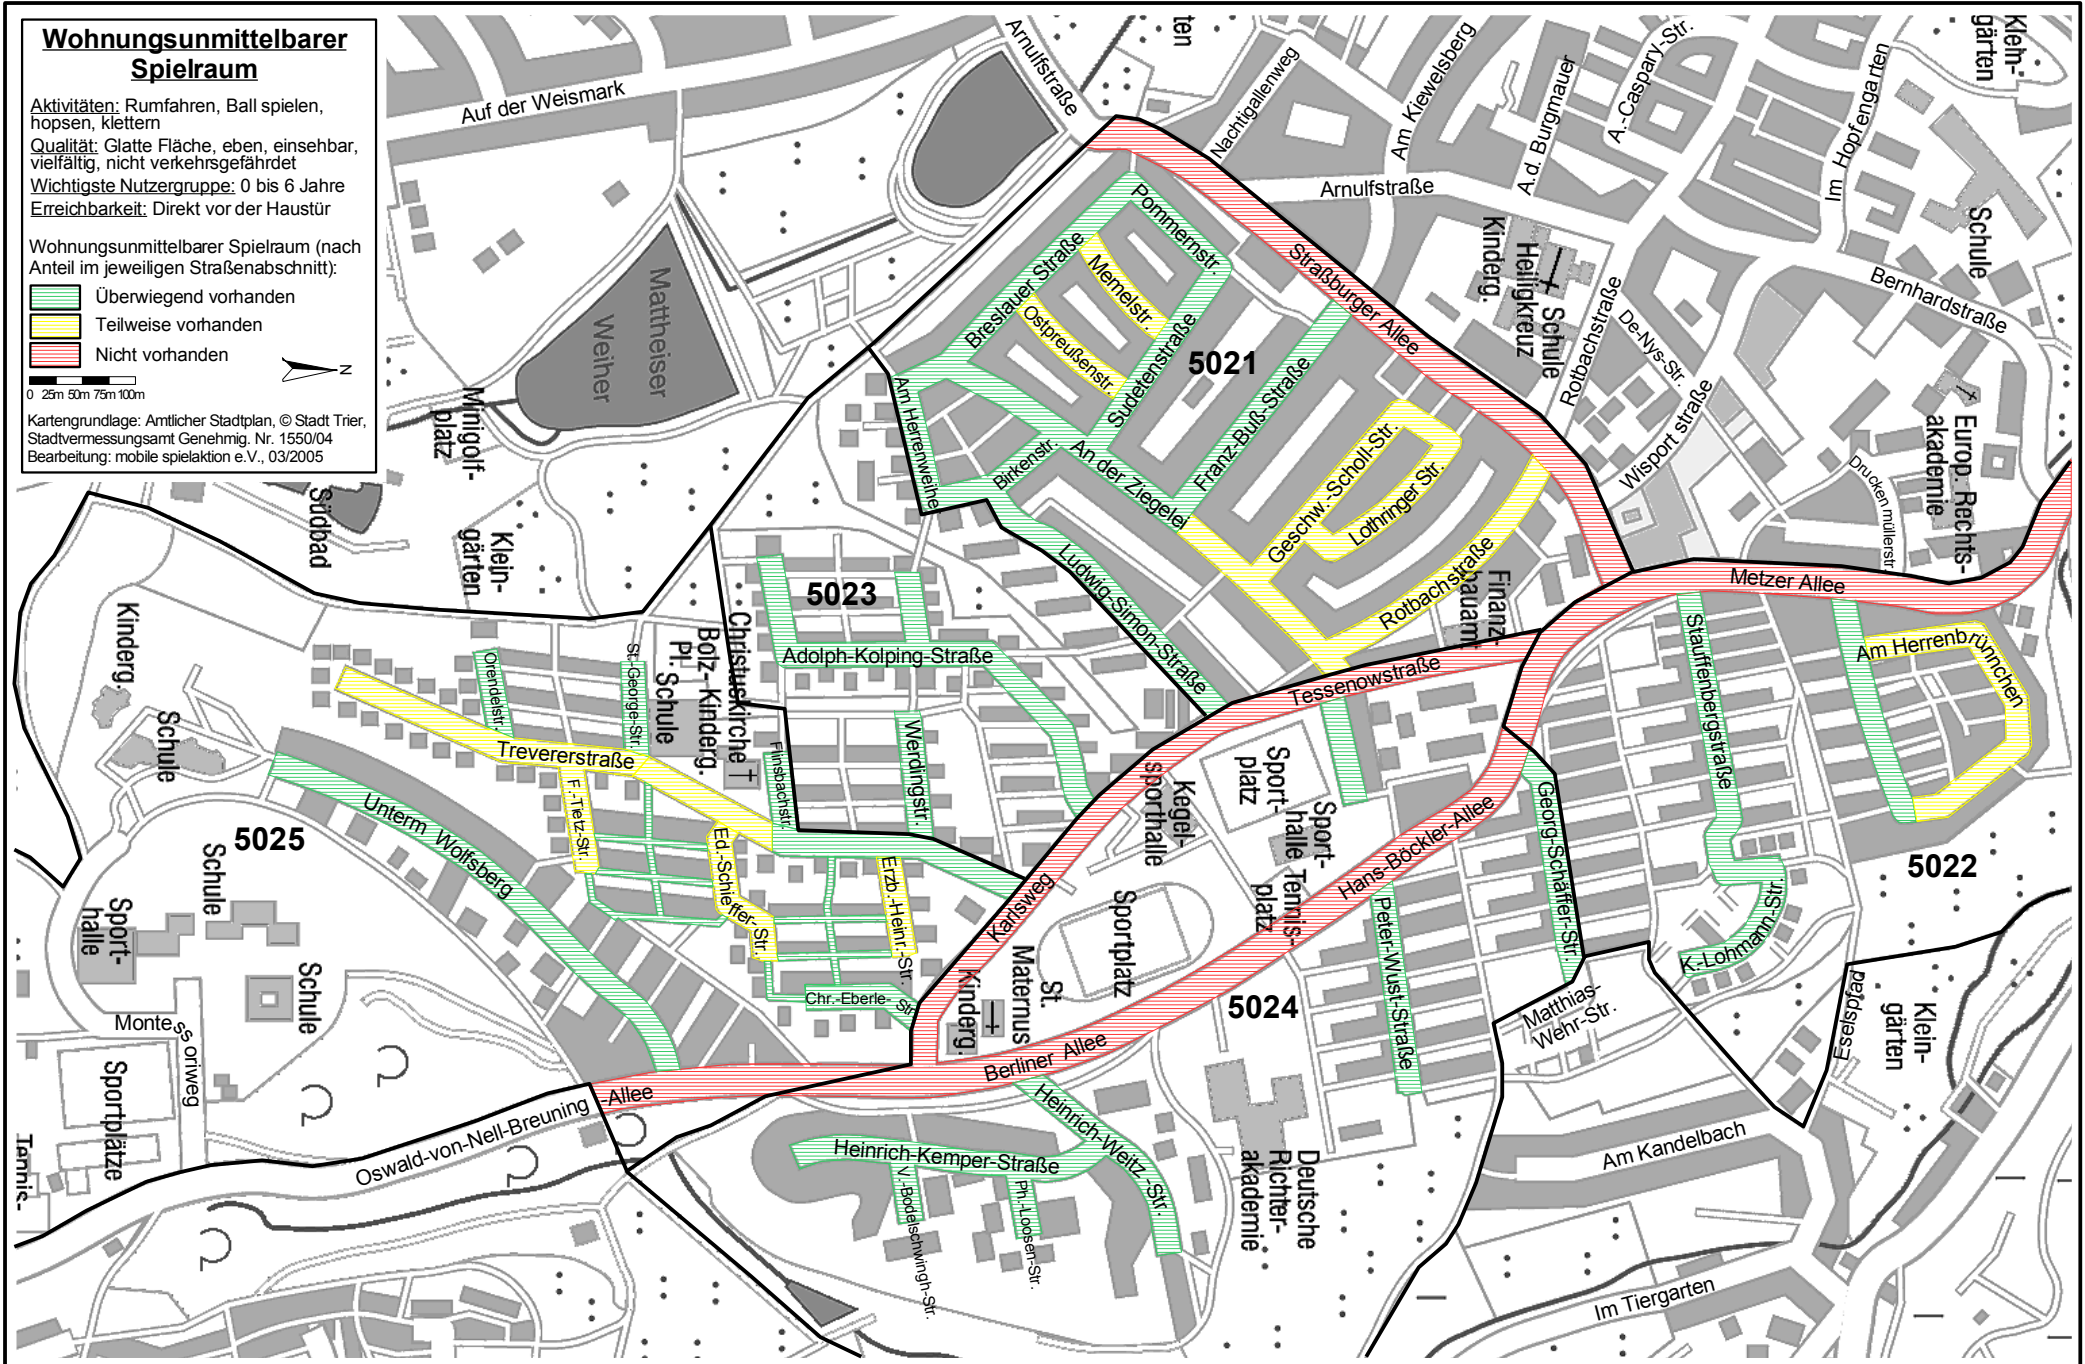 Wohnungsunmittelbarer
Spielraum
Aktivitäten: Rumfahren, Ball spielen,
hopsen, klettern
Qualität: Glatte Fläche, eben, einsehbar,
vielfältig, nicht verkehrsgefährdet
Wichtigste Nutzergruppe: 0 bis 6 Jahre
Erreichbarkeit: Direkt vor der Haustür
Wohnungsunmittelbarer Spielraum (nach
Anteil im jeweiligen Straßenabschnitt):
Überwiegend vorhanden
Teilweise vorhanden
Nicht vorhanden
N
0 25m 50m 75m 100m
Kartengrundlage: Amtlicher Stadtplan, © Stadt Trier,
Stadtvermessungsamt Genehmig. Nr. 1550/04
Bearbeitung: mobile spielaktion e.V., 03/2005
Auf der Weismark
Arnulfstraße
ten
Nachtigallenweg
Am Kiewelsberg
A.d. Burgmauer
A.-Caspary-Str.
Im Hopfengarten
Klein-
gärten
Arnulfstraße
Schule
Bernhardstraße
Kinderg.
Heiligkreuz
Schule
Rotbachstraße
De-Nys-Str.
Wisport straße
Druckenmüllerstr.
Europ. Rechts-
akademie
Mattheiser
Weiher
Minigolf-
platz
Südbad
Klein-
gärten
Pommernstr.
Breslauer Straße
Memelstr.
Ostpreußenstr.
Sudetenstraße
5021
Straßburger Allee
Franz-Buß-Straße
Am Herrenweiher
Birkenstr.
An der Ziegelei
Geschw.-Scholl-Str.
Lothringer Str.
Rotbachstraße
Finanz-
bauamt
Ludwig-Simon-Straße
Tessenowstraße
Metzer Allee
Stauffenbergstraße
Am Herrenbrünnchen
5022
5023
Adolph-Kolping-Straße
Werdingstr.
Flinsbachstr.
Christuskirche
Botz-Kinderg.
Pl. Schule
St.-George-Str.
Orendelstr.
Trevererstraße
F.-Tietz-Str.
Ed.-Schieffer-Str.
Erzb.-Heinr.-Str.
Chr.-Eberle-Str.
Kinderg.
Schule
Unterm Wolfsberg
5025
Schule
Sport-
halle
Schule
Montessoriweg
Sportplätze
Tennis-
Oswald-von-Nell-Breuning-Allee
Karlsweg
Kegel-
sporthalle
Sport-
platz
Sport-
halle
Tennis-
platz
Sportplatz
St.
Maternus
Kinderg.
Berliner Allee
Hans-Böckler-Allee
5024
Peter-Wust-Straße
Georg-Schäffer-Str.
K.-Lohmann-Str.
Matthias-
Wehr-Str.
Eselspfad
Klein-
gärten
Am Kandelbach
Im Tiergarten
Heinrich-Weitz-Str.
Heinrich-Kemper-Straße
V.-Bodelschwingh-Str.
Ph.-Loosen-Str.
Deutsche
Richter-
akademie